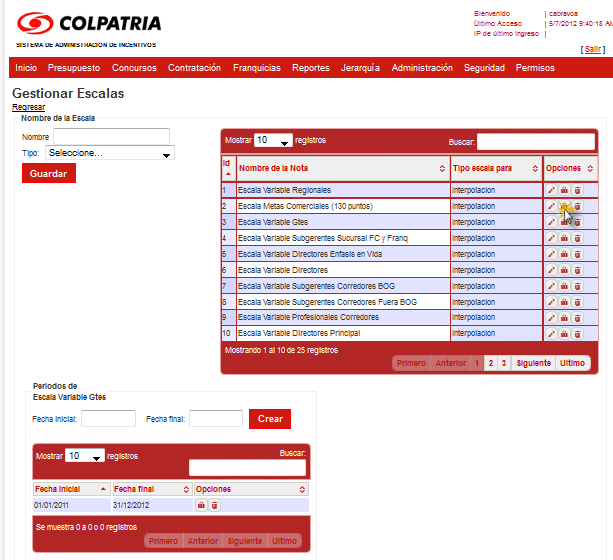 COLPATRIA
SISTEMA DE ADMINISTRACIÓN DE INCENTIVOS
Bienvenido | cabravoa
Último Acceso | 5/7/2012 9:40:18 A
IP de último Ingreso |
[ Salir ]
Inicio Presupuesto Concursos Contratación Franquicias Reportes Jerarquía Administración Seguridad Permisos
Gestionar Escalas
Regresar
Nombre de la Escala
Nombre
Tipo: Seleccione...
Guardar
Mostrar 10 registros Buscar:
Id Nombre de la Nota Tipo escala para Opciones
1 Escala Variable Regionales Interpolacion
2 Escala Metas Comerciales (130 puntos) Interpolacion
3 Escala Variable Gtes Interpolacion
4 Escala Variable Subgerentes Sucursal FC y Franq Interpolacion
5 Escala Variable Directores Enfasis en Vida Interpolacion
6 Escala Variable Directores Interpolacion
7 Escala Variable Subgerentes Corredores BOG Interpolacion
8 Escala Variable Subgerentes Corredores Fuera BOG Interpolacion
9 Escala Variable Profesionales Corredores Interpolacion
10 Escala Variable Directores Principal Interpolacion
Mostrando 1 al 10 de 25 registros
Primero Anterior 1 2 3 Siguiente Ultimo
Periodos de
Escala Variable Gtes
Fecha Inicial: Fecha final: Crear
Mostrar 10 registros Buscar:
Fecha inicial Fecha final Opciones
01/01/2011 31/12/2012
Se muestra 0 a 0 o 0 registros
Primero Anterior Siguiente Ultimo